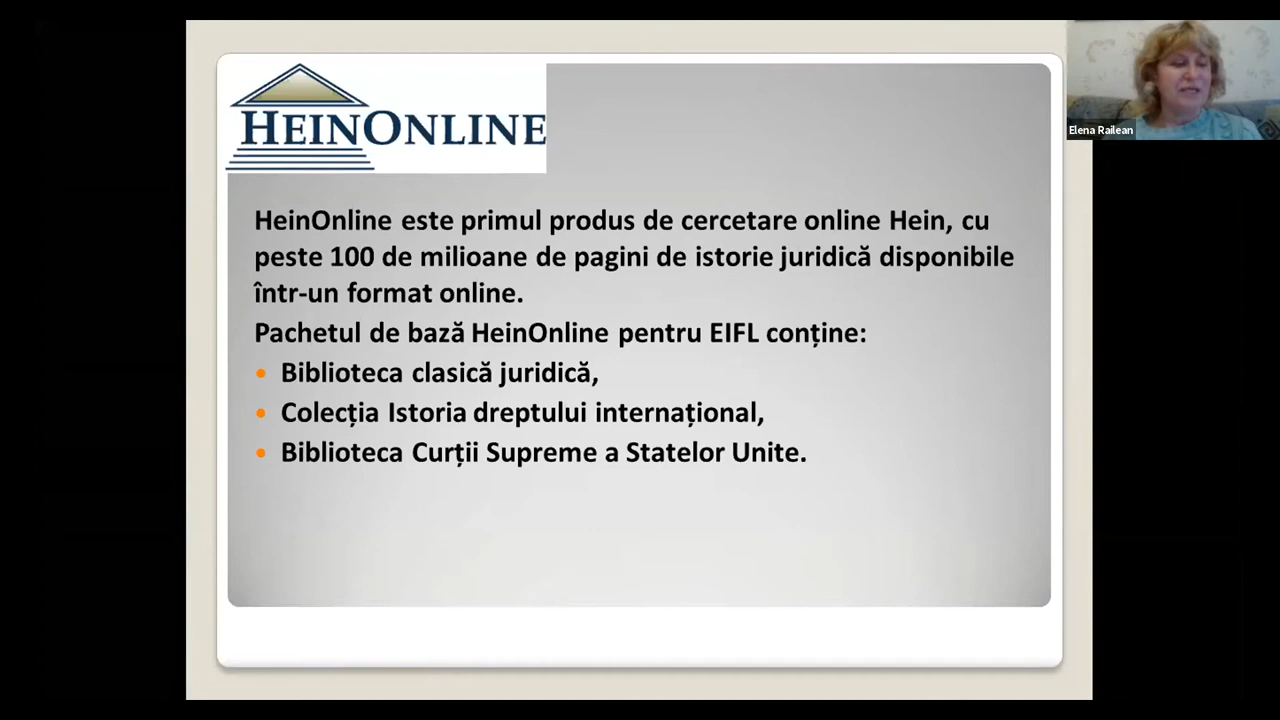 HEINONLINE
Elena Railean
HeinOnline este primul produs de cercetare online Hein, cu
peste 100 de milioane de pagini de istorie juridică disponibile
într-un format online.
Pachetul de bază HeinOnline pentru EIFL conține:
• Biblioteca clasică juridică,
• Colecția Istoria dreptului internațional,
• Biblioteca Curții Supreme a Statelor Unite.